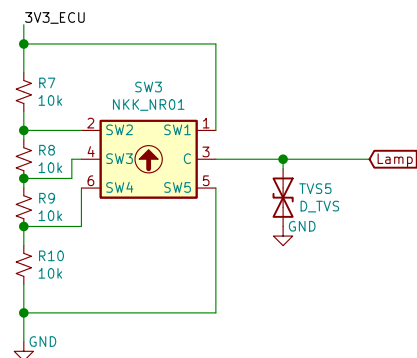 3V3_ECU
R7
10k
SW3
NKK_NR01
2 SW2 SW1 1
R8
10k
4 SW3 C 3
Lamp
6 SW4 SW5 5
R9
10k
TVS5
D_TVS
GND
R10
10k
GND